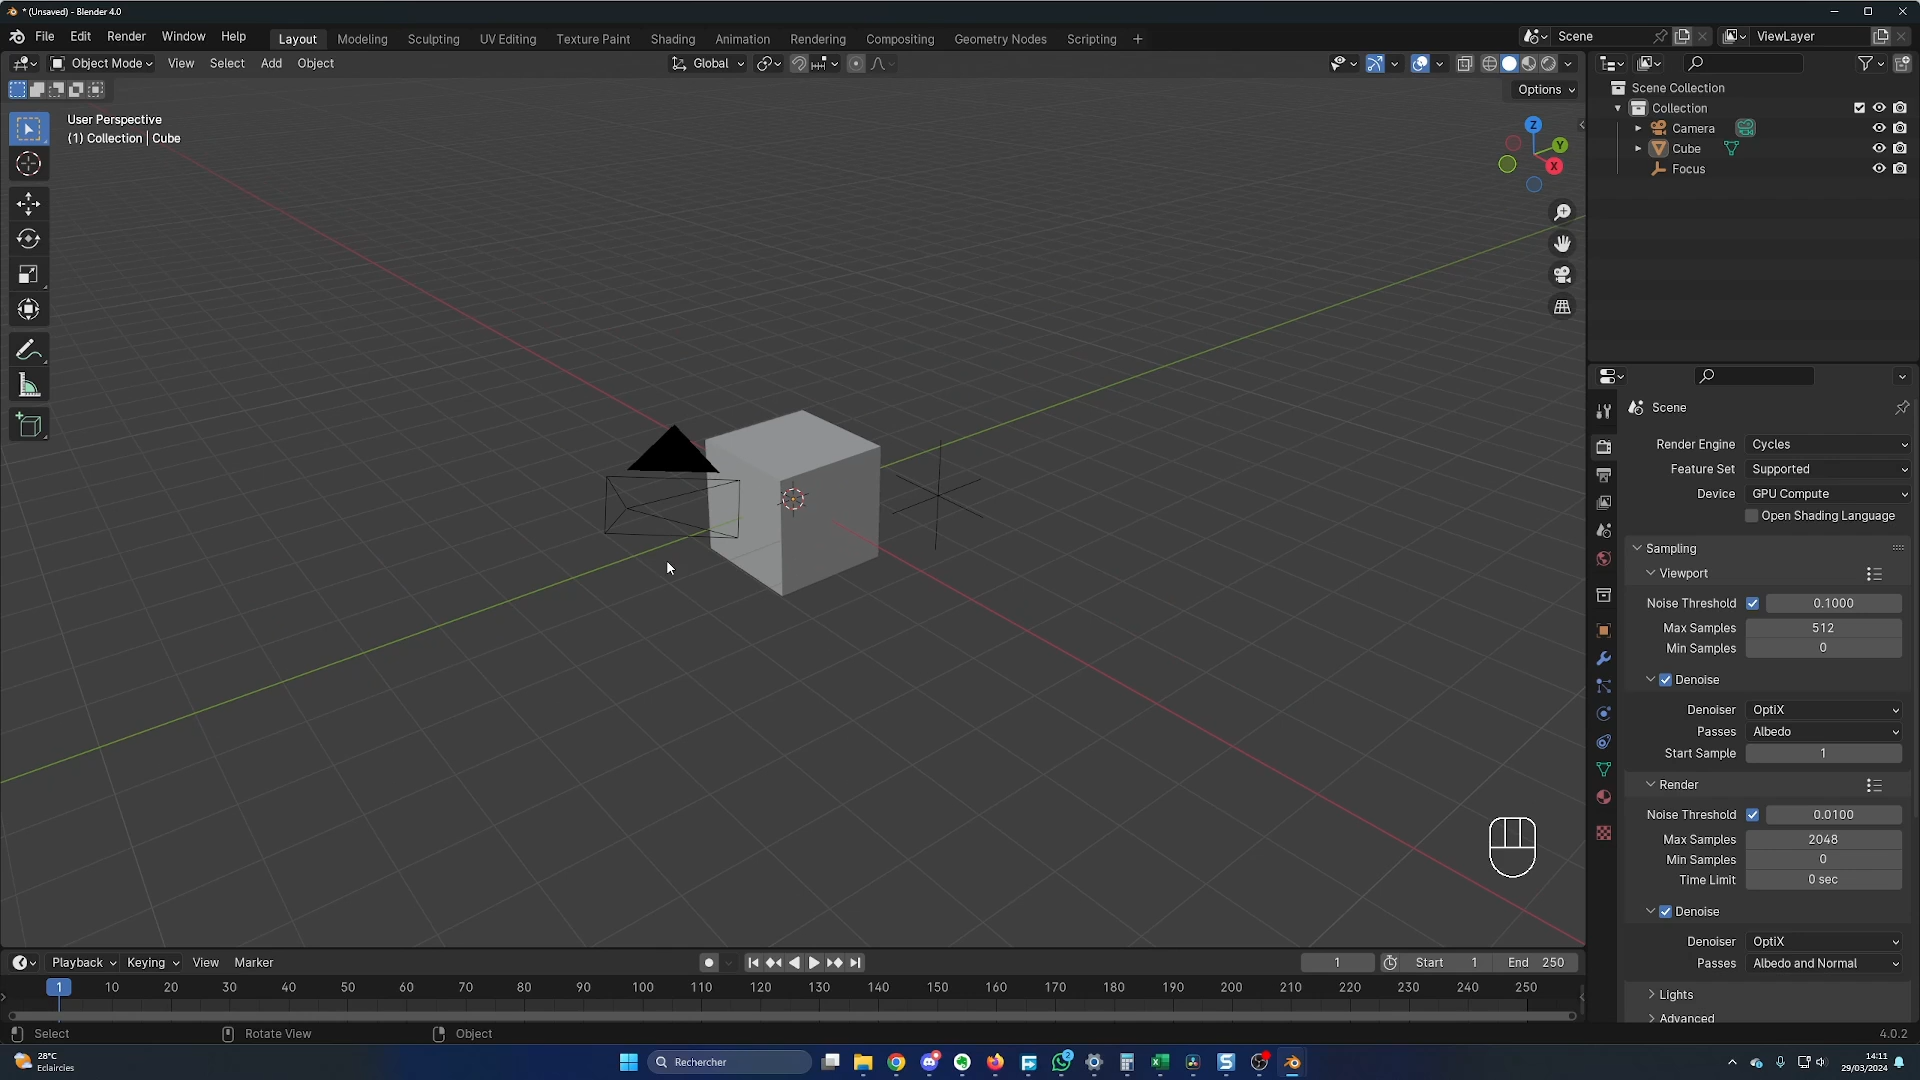 * (Unsaved) - Blender 4.0
File Edit Render Window Help Layout Modeling Sculpting UV Editing Texture Paint Shading Animation Rendering Compositing Geometry Nodes Scripting + Scene ViewLayer
Object Mode View Select Add Object Global
Options
User Perspective
(1) Collection | Cube
Z
Y
X
Scene Collection
Collection
Camera
Cube
Focus
Scene
Render Engine Cycles
Feature Set Supported
Device GPU Compute
Open Shading Language
Sampling
Viewport
Noise Threshold 0.1000
Max Samples 512
Min Samples 0
Denoise
Denoiser OptiX
Passes Albedo
Start Sample 1
Render
Noise Threshold 0.0100
Max Samples 2048
Min Samples 0
Time Limit 0 sec
Denoise
Denoiser OptiX
Passes Albedo and Normal
Lights
Advanced
Playback Keying View Marker 1 Start 1 End 250
1 10 20 30 40 50 60 70 80 90 100 110 120 130 140 150 160 170 180 190 200 210 220 230 240 250
Select Rotate View Object 4.0.2
28°C
Eclaircies
Rechercher
2
14:11
29/03/2024